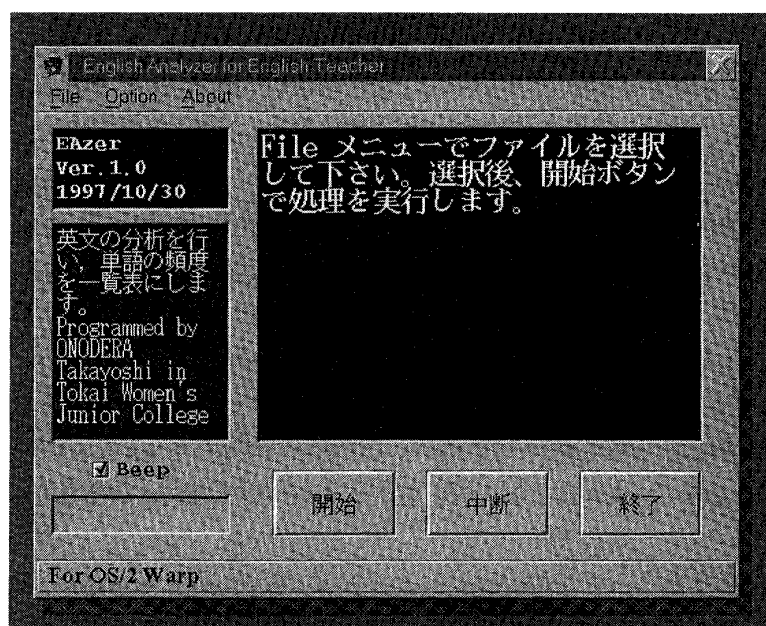 English Analyzer for English Teacher
File Option About
EAzer
Ver.1.0
1997/10/30
File メニューでファイルを選択
して下さい。選択後、開始ボタン
で処理を実行します。
英文の分析を行
い，単語の頻度
を一覧表にしま
す。
Programmed by
ONODERA
Takayoshi in
Tokai Women's
Junior College
Beep
開始 中断 終了
For OS/2 Warp